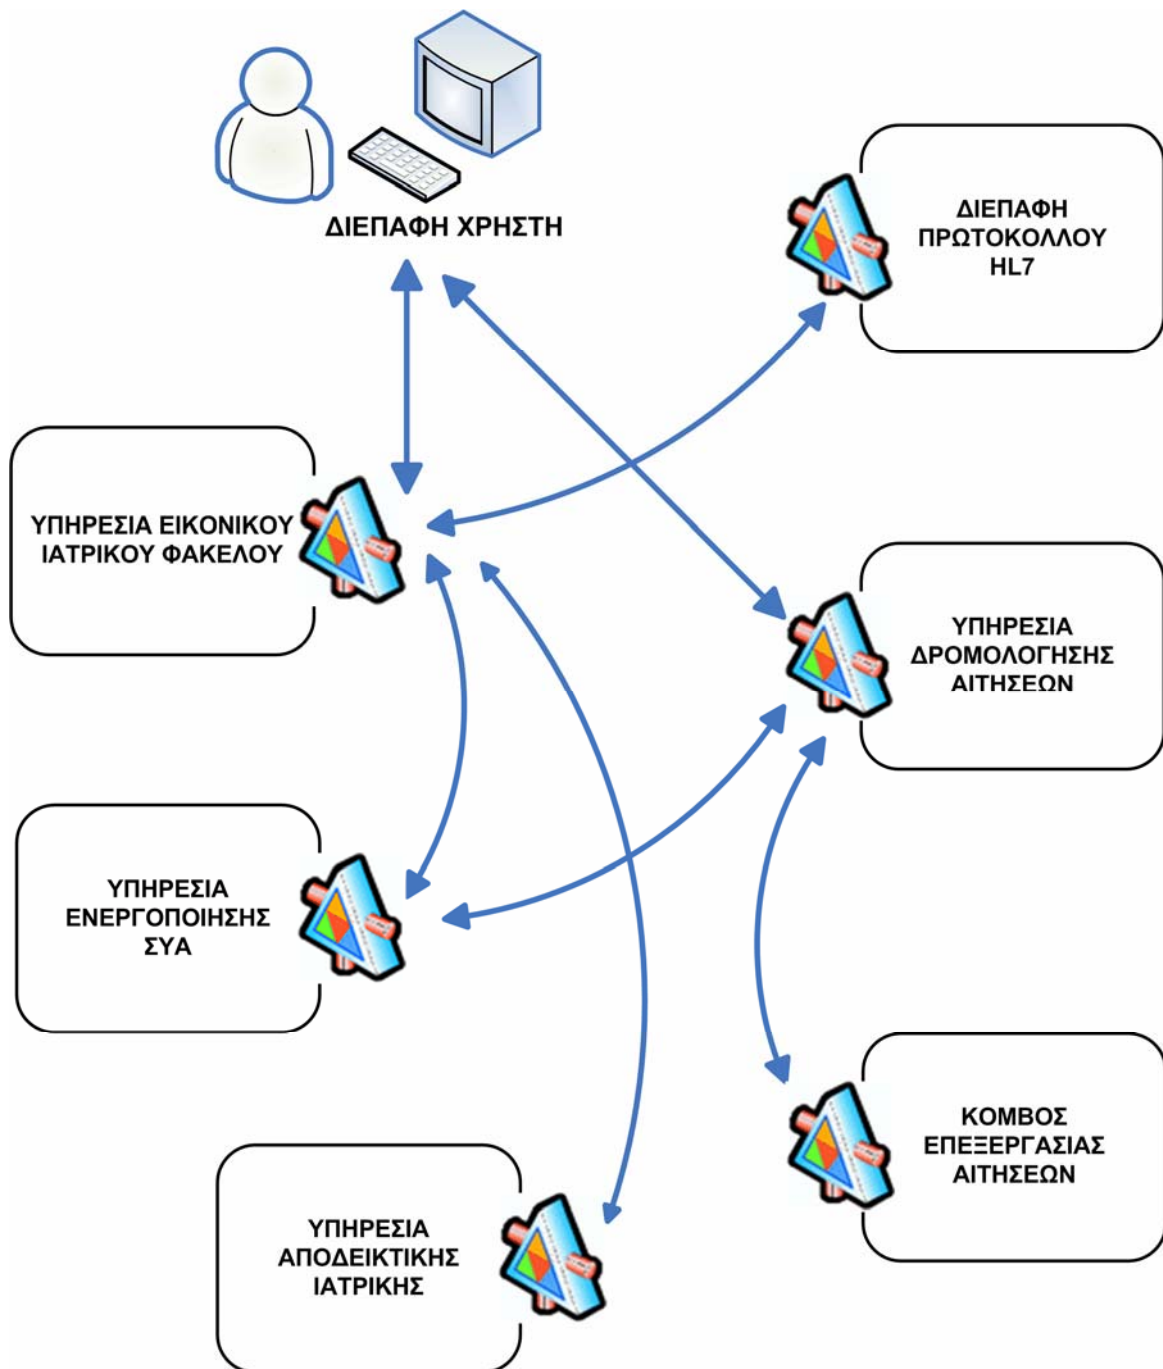 ΔΙΕΠΑΦΗ ΧΡΗΣΤΗ
ΔΙΕΠΑΦΗ
ΠΡΩΤΟΚΟΛΛΟΥ
HL7
ΥΠΗΡΕΣΙΑ ΕΙΚΟΝΙΚΟΥ
ΙΑΤΡΙΚΟΥ ΦΑΚΕΛΟΥ
ΥΠΗΡΕΣΙΑ
ΔΡΟΜΟΛΟΓΗΣΗΣ
ΑΙΤΗΣΕΩΝ
ΥΠΗΡΕΣΙΑ
ΕΝΕΡΓΟΠΟΙΗΣΗΣ
ΣΥΑ
ΚΟΜΒΟΣ
ΕΠΕΞΕΡΓΑΣΙΑΣ
ΑΙΤΗΣΕΩΝ
ΥΠΗΡΕΣΙΑ
ΑΠΟΔΕΙΚΤΙΚΗΣ
ΙΑΤΡΙΚΗΣ